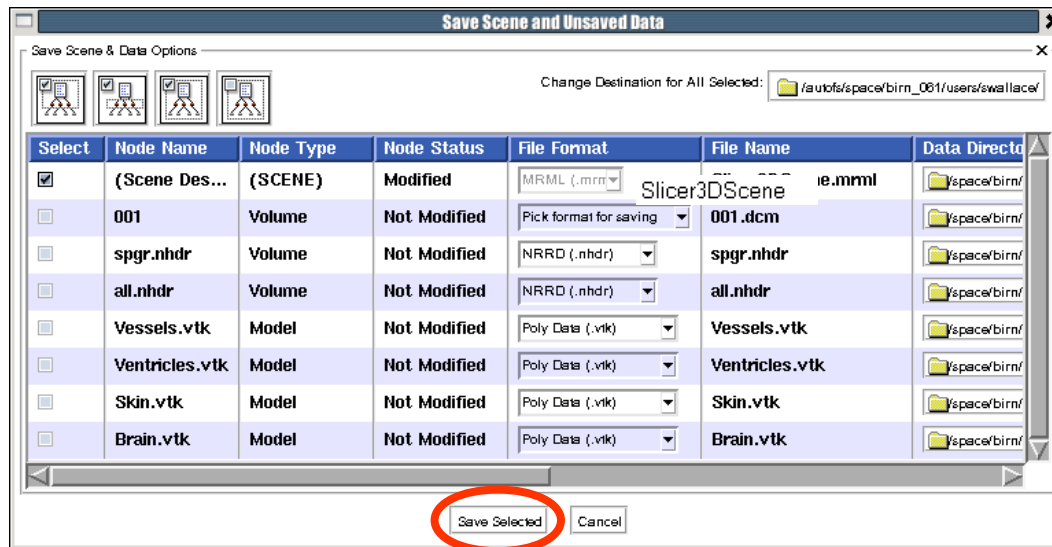 Save Scene and Unsaved Data
Save Scene & Data Options
Change Destination for All Selected: /autofs/space/birn_061/users/swallace/
Select Node Name Node Type Node Status File Format File Name Data Directo
(Scene Des... (SCENE) Modified MRML (.mrm Slicer3DScene ne.mrml /space/birn/
001 Volume Not Modified Pick format for saving 001.dcm /space/birn/
spgr.nhdr Volume Not Modified NRRD (.nhdr) spgr.nhdr /space/birn/
all.nhdr Volume Not Modified NRRD (.nhdr) all.nhdr /space/birn/
Vessels.vtk Model Not Modified Poly Data (.vtk) Vessels.vtk /space/birn/
Ventricles.vtk Model Not Modified Poly Data (.vtk) Ventricles.vtk /space/birn/
Skin.vtk Model Not Modified Poly Data (.vtk) Skin.vtk /space/birn/
Brain.vtk Model Not Modified Poly Data (.vtk) Brain.vtk /space/birn/
Save Selected Cancel